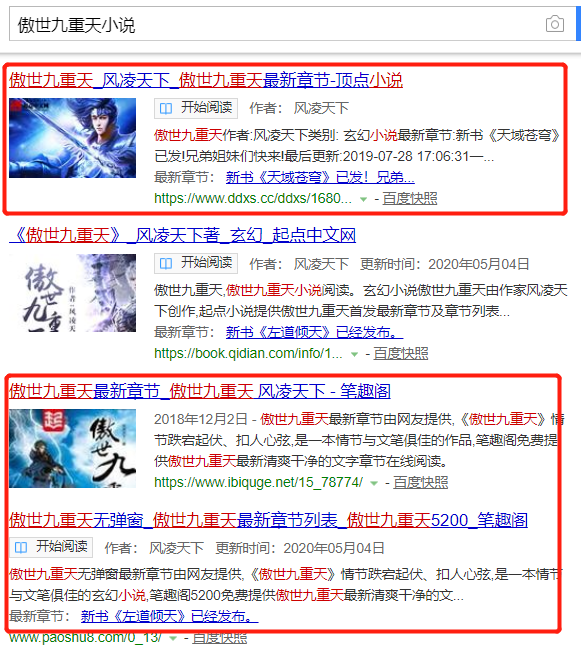 傲世九重天小说
傲世九重天_风凌天下_傲世九重天最新章节-顶点小说
开始阅读 作者： 风凌天下
傲世九重天作者:风凌天下类别: 玄幻小说最新章节:新书《天域苍穹》
已发!兄弟姐妹们快来!最后更新:2019-07-28 17:06:31—...
最新章节： 新书《天域苍穹》已发！兄弟...
https://www.ddxs.cc/ddxs/1680... - 百度快照
《傲世九重天》_风凌天下著_玄幻_起点中文网
开始阅读 作者： 风凌天下 更新时间：2020年05月04日
傲世九重天,傲世九重天小说阅读。玄幻小说傲世九重天由作家风凌天
下创作,起点小说提供傲世九重天首发最新章节及章节列表...
最新章节： 新书《左道倾天》已经发布。
https://book.qidian.com/info/1... - 百度快照
傲世九
作者：风凌天
傲世九重天最新章节_傲世九重天 风凌天下 - 笔趣阁
起
傲世九
2018年12月2日 - 傲世九重天最新章节由网友提供,《傲世九重天》情
节跌宕起伏、扣人心弦,是一本情节与文笔俱佳的作品,笔趣阁免费提
供傲世九重天最新清爽干净的文字章节在线阅读。
https://www.ibiquge.net/15_78774/ - 百度快照
傲世九重天无弹窗_傲世九重天最新章节列表_傲世九重天5200_笔趣阁
开始阅读 作者： 风凌天下 更新时间：2020年05月04日
傲世九重天无弹窗最新章节由网友提供,《傲世九重天》情节跌宕起伏、扣人心弦,是一本情节
与文笔俱佳的玄幻小说,笔趣阁5200免费提供傲世九重天最新清爽干净的文...
最新章节： 新书《左道倾天》已经发布。
www.paoshu8.com/0_13/ - 百度快照